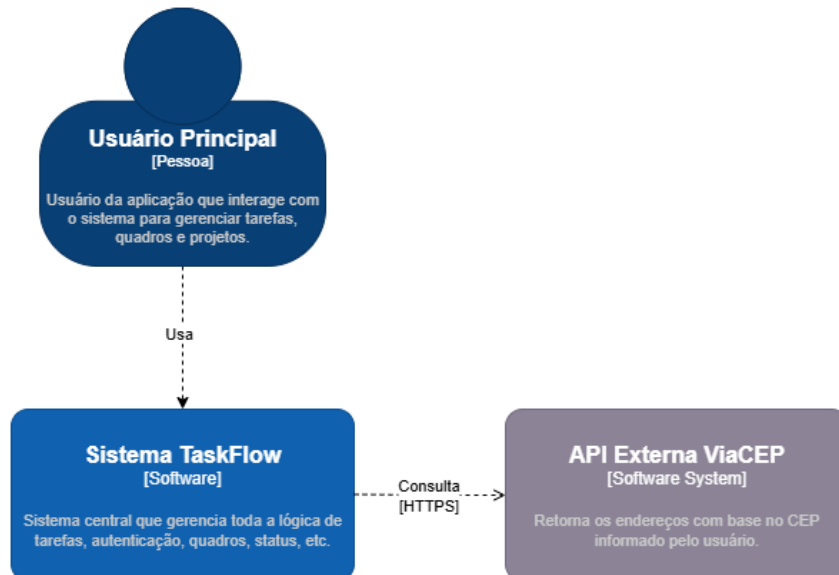 Usuário Principal
[Pessoa]
Usuário da aplicação que interage com
o sistema para gerenciar tarefas,
quadros e projetos.
Usa
Sistema TaskFlow
[Software]
Sistema central que gerencia toda a lógica de
tarefas, autenticação, quadros, status, etc.
Consulta
[HTTPS]
API Externa ViaCEP
[Software System]
Retorna os endereços com base no CEP
informado pelo usuário.